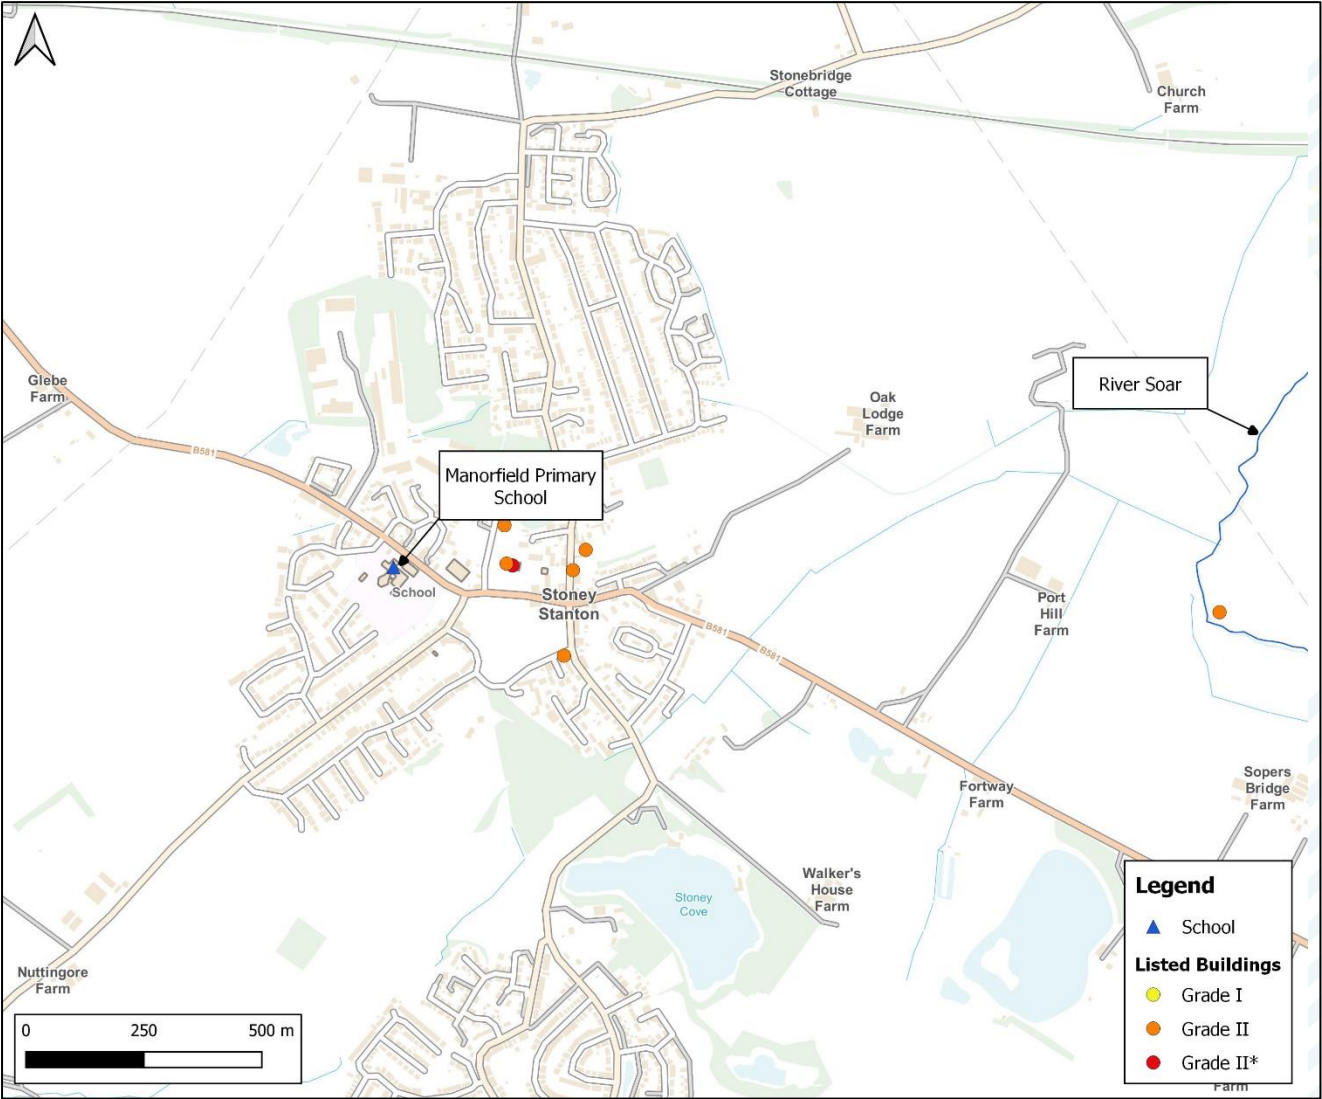 Stonebridge
Cottage
Church
Farm
Glebe
Farm
B581
Oak
Lodge
Farm
River Soar
Manorfield Primary
School
School
Stoney
Stanton
B581
B581
Port
Hill
Farm
Fortway
Farm
Sopers
Bridge
Farm
Walker's
House
Farm
Stoney
Cove
Nuttingore
Farm
0 250 500 m
Legend
School
Listed Buildings
Grade I
Grade II
Grade II*
Farm